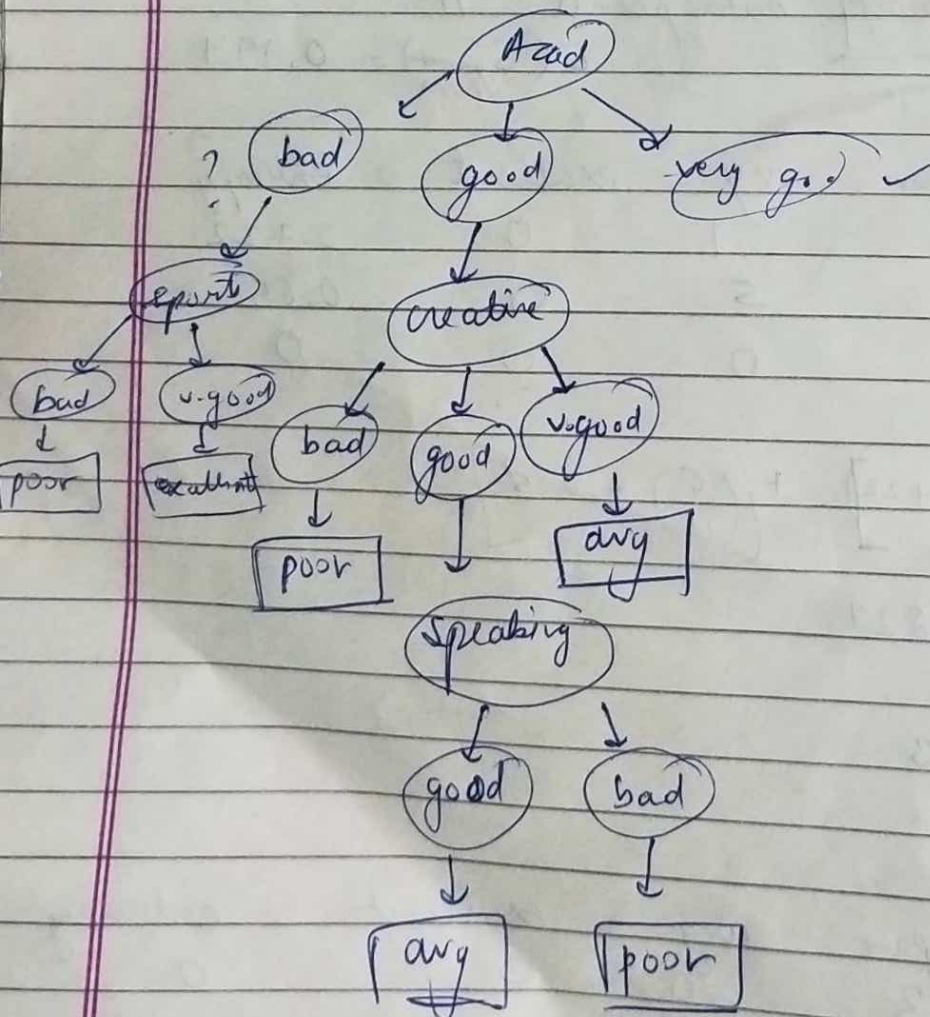 Acad
? bad good very good ✓
sports creative
bad v.good bad good v.good
poor excellent poor avg
speaking
good bad
avg poor